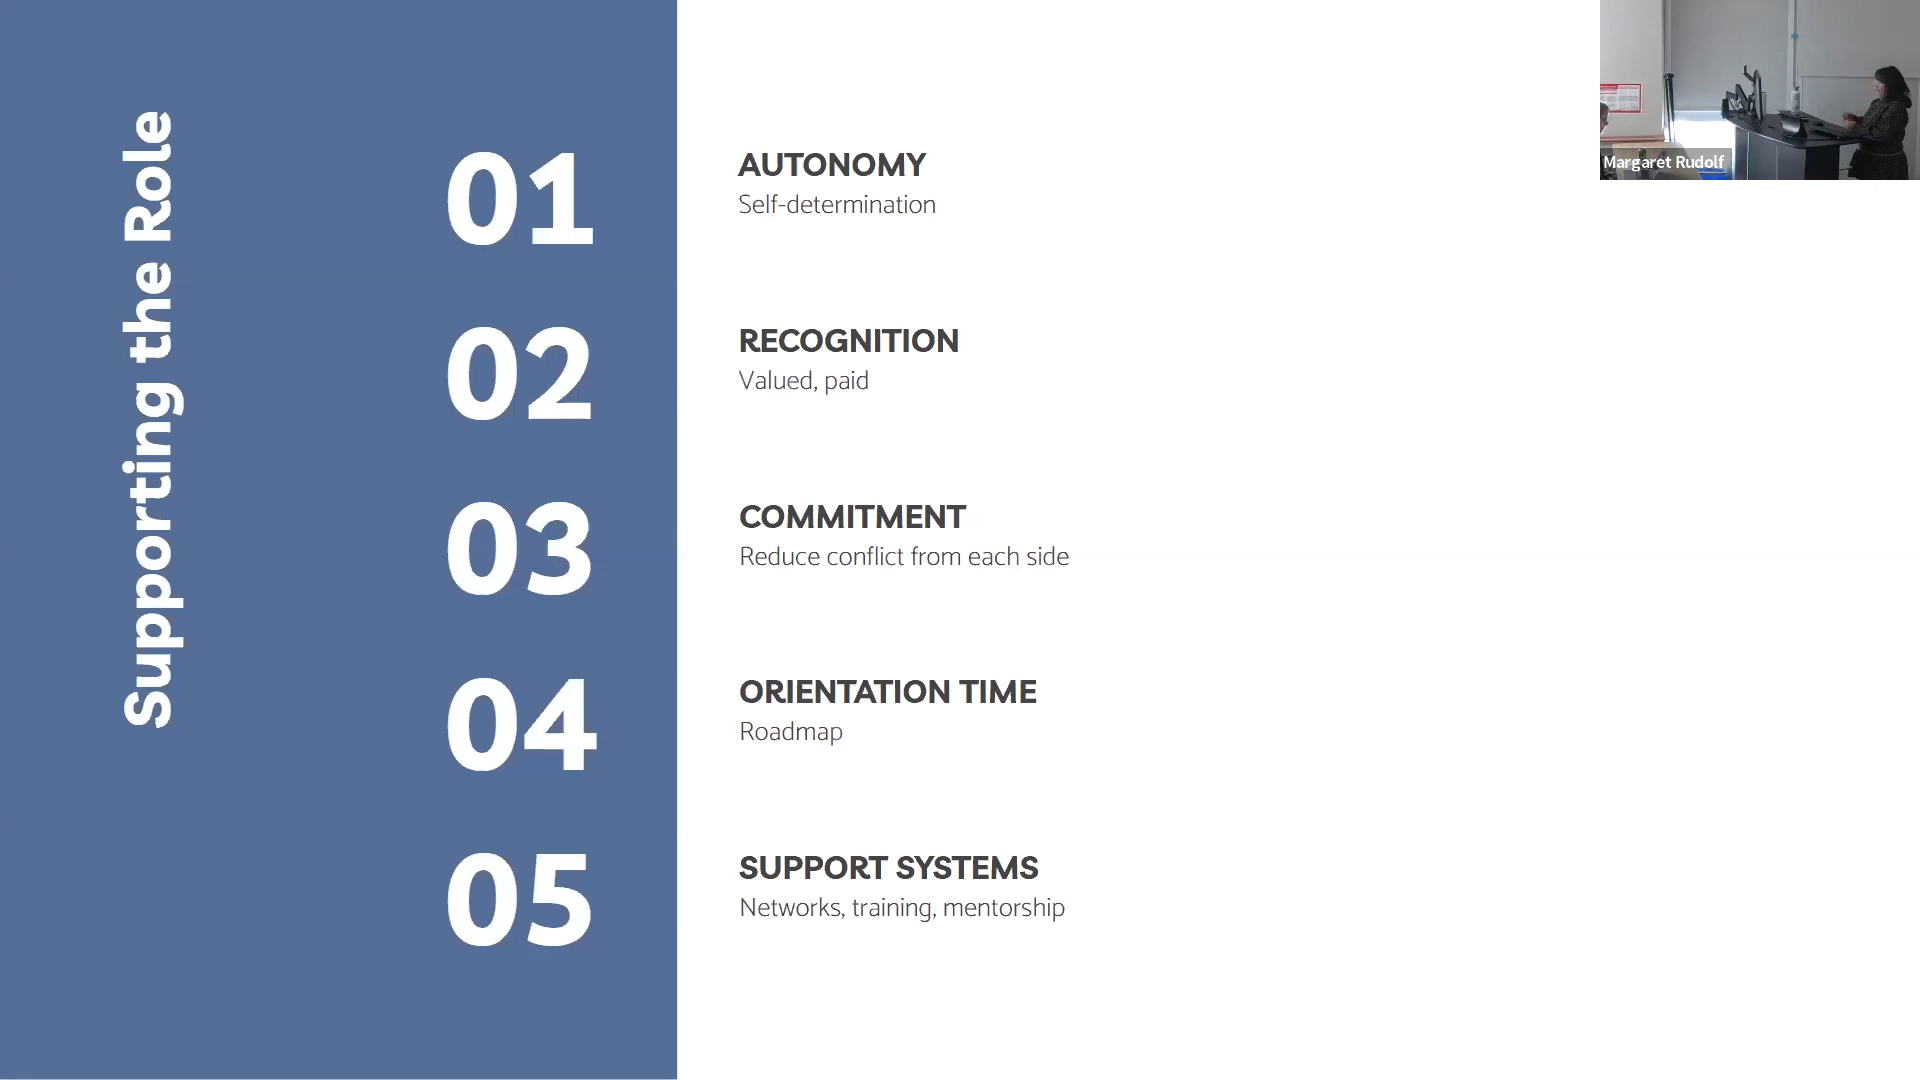 Supporting the Role
01
AUTONOMY
Self-determination
02
RECOGNITION
Valued, paid
03
COMMITMENT
Reduce conflict from each side
04
ORIENTATION TIME
Roadmap
05
SUPPORT SYSTEMS
Networks, training, mentorship
Margaret Rudolf